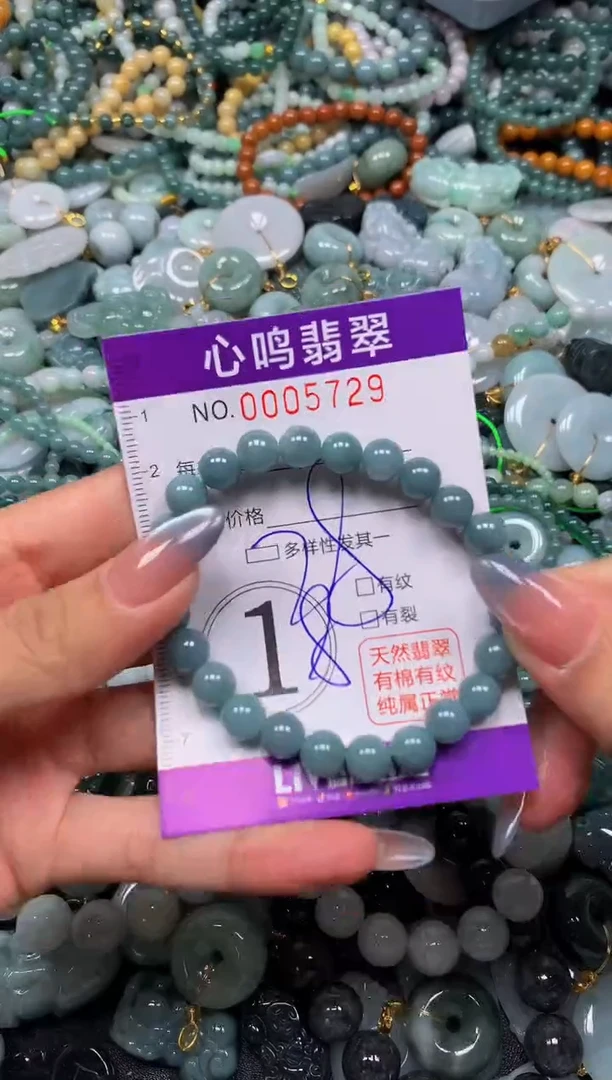 心鸣翡翠
NO.0005729
1
2
每
价格
多样性发其一
有纹
有裂
1
天然翡翠
有棉有纹
纯属正常
7